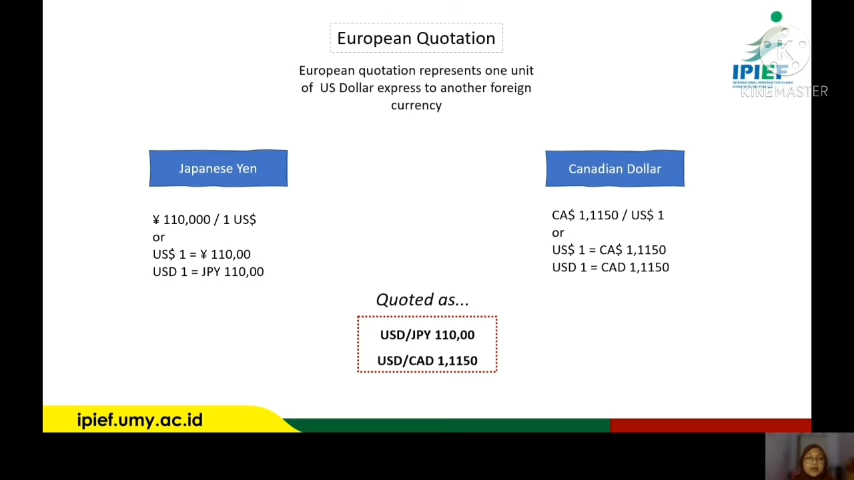 European Quotation
European quotation represents one unit
of US Dollar express to another foreign
currency
IPIEF
KINEMASTER
Japanese Yen
¥ 110,000 / 1 US$
or
US$ 1 = ¥ 110,00
USD 1 = JPY 110,00
Canadian Dollar
CA$ 1,1150 / US$ 1
or
US$ 1 = CA$ 1,1150
USD 1 = CAD 1,1150
Quoted as...
USD/JPY 110,00
USD/CAD 1,1150
ipief.umy.ac.id